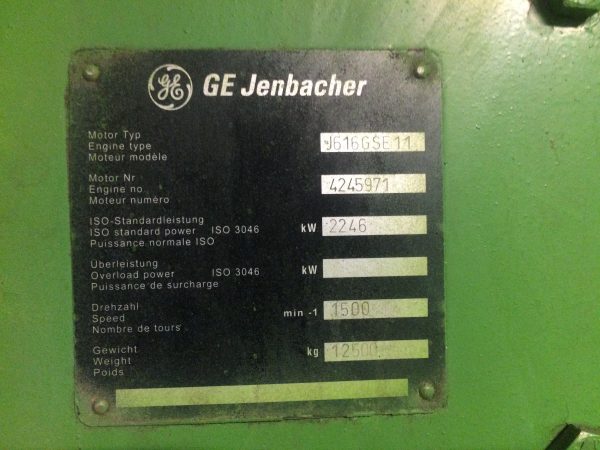 GE Jenbacher
Motor Typ
Engine type
Moteur modèle
J616GSE11
Motor Nr
Engine no
Moteur numéro
4245971
ISO-Standardleistung
ISO standard power ISO 3046 kW 2246
Puissance normale ISO
Überleistung
Overload power ISO 3046 kW
Puissance de surcharge
Drehzahl
Speed min -1 1500
Nombre de tours
Gewicht
Weight kg 12500
Poids